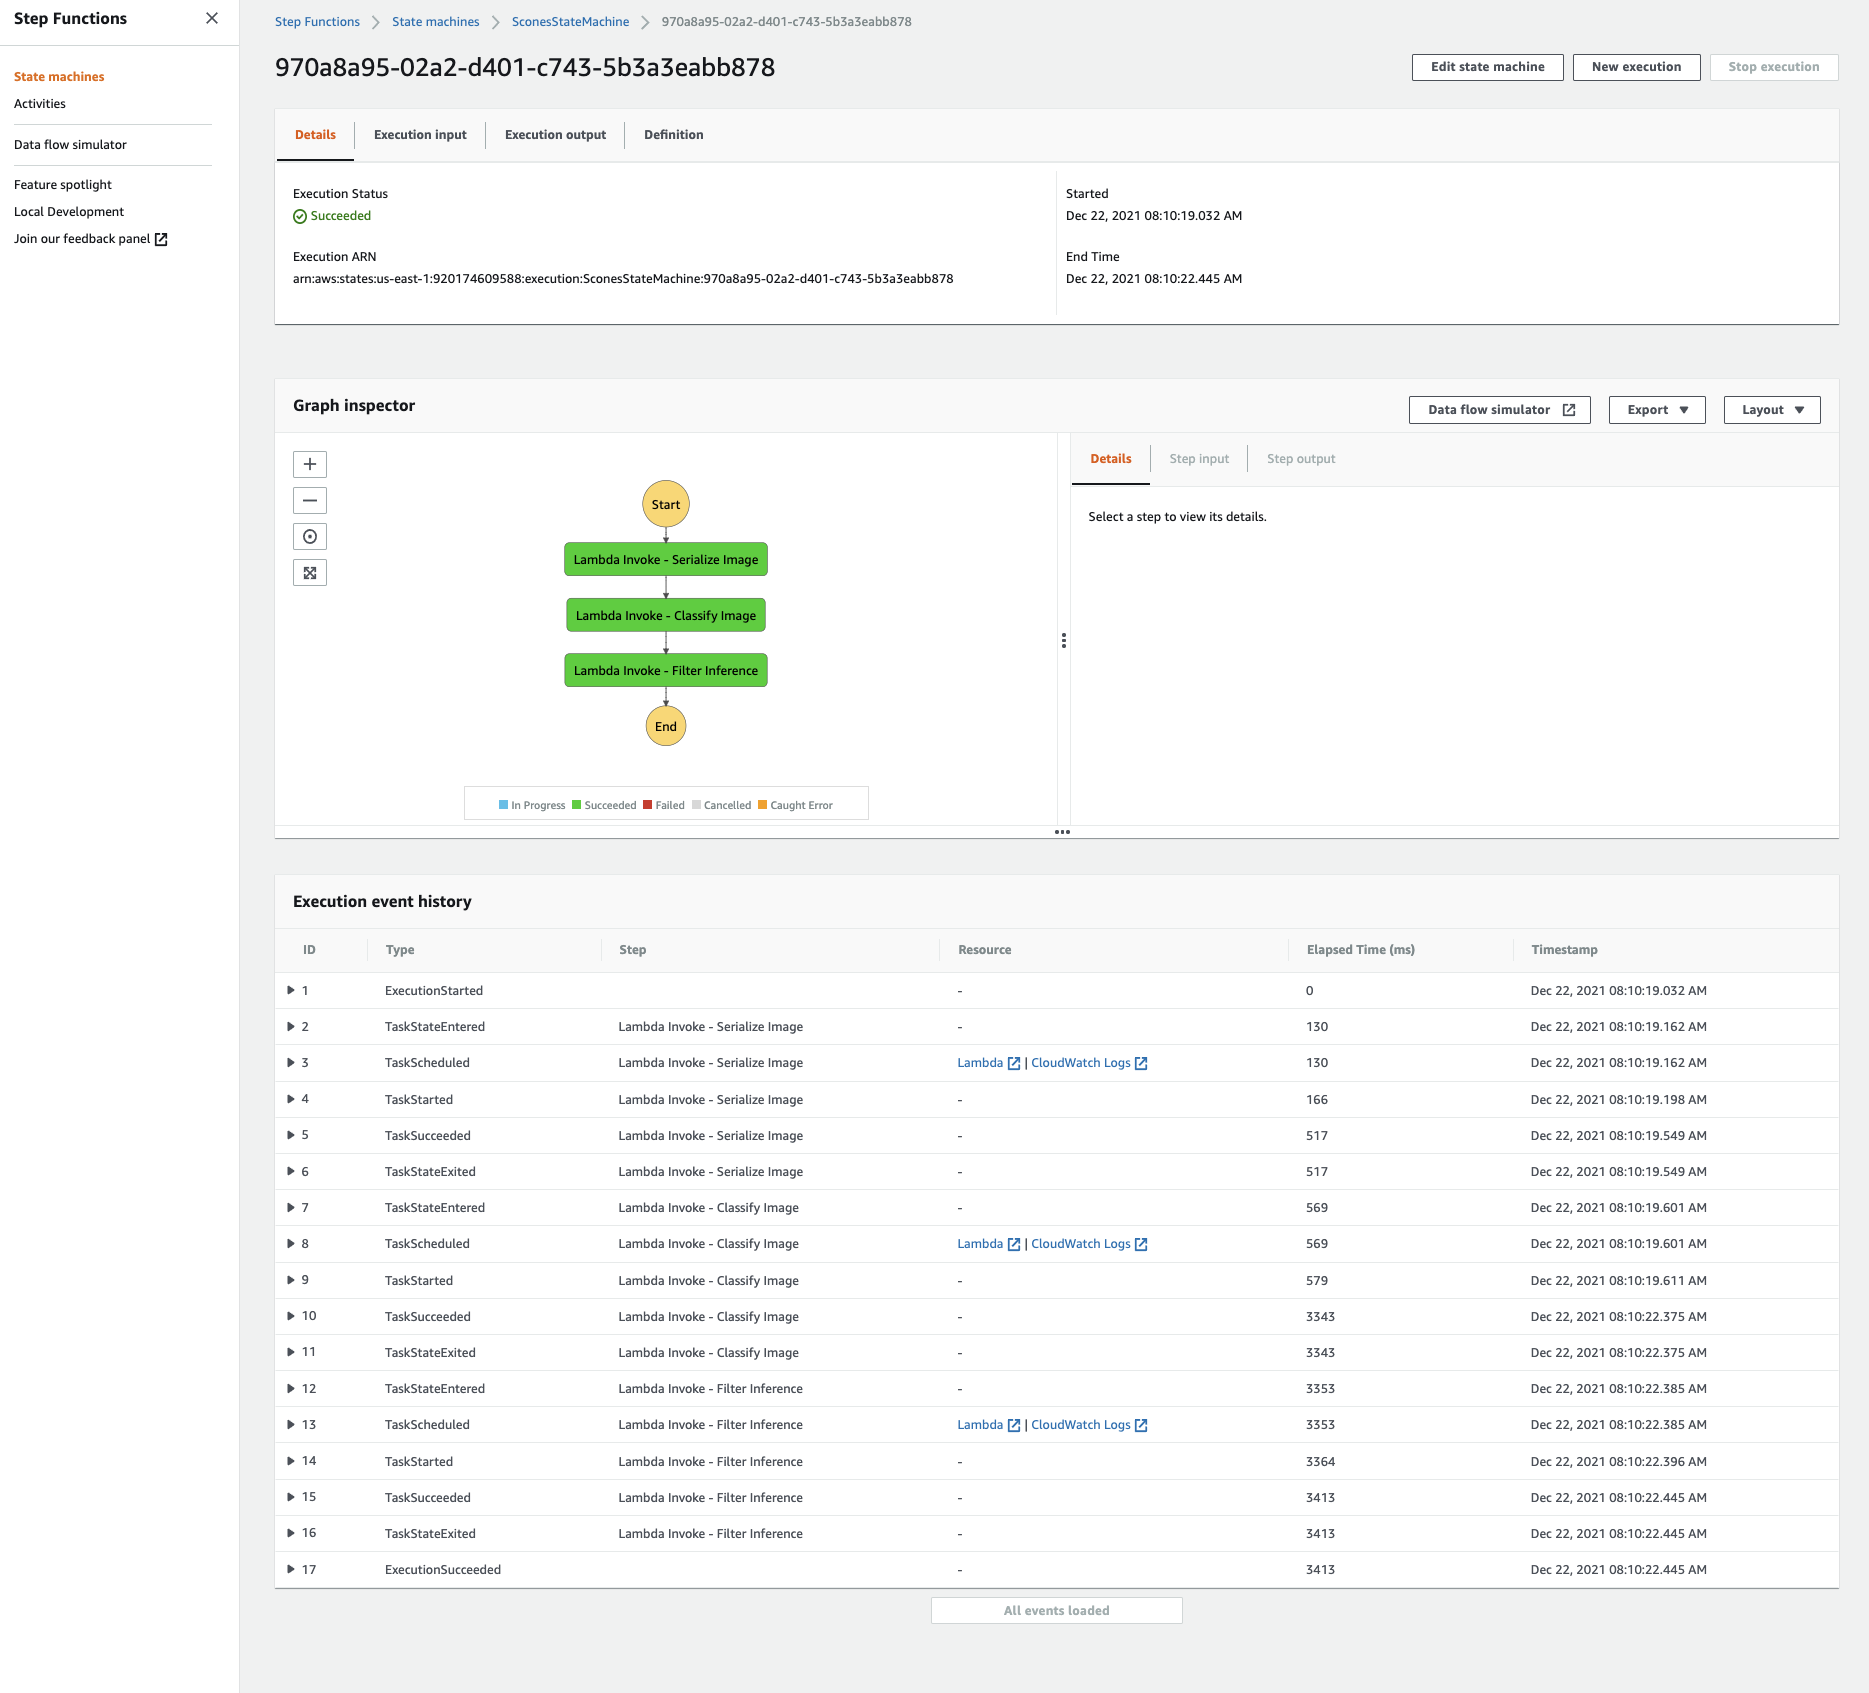 Step Functions
State machines
Activities
Data flow simulator
Feature spotlight
Local Development
Join our feedback panel
Step Functions State machines SconesStateMachine 970a8a95-02a2-d401-c743-5b3a3eabb878
970a8a95-02a2-d401-c743-5b3a3eabb878
Edit state machine New execution Stop execution
Details Execution input Execution output Definition
Execution Status
Succeeded
Execution ARN
arn:aws:states:us-east-1:920174609588:execution:SconesStateMachine:970a8a95-02a2-d401-c743-5b3a3eabb878
Started
Dec 22, 2021 08:10:19.032 AM
End Time
Dec 22, 2021 08:10:22.445 AM
Graph inspector
Data flow simulator Export Layout
Start
Lambda Invoke - Serialize Image
Lambda Invoke - Classify Image
Lambda Invoke - Filter Inference
End
In Progress Succeeded Failed Cancelled Caught Error
Details Step input Step output
Select a step to view its details.
Execution event history
ID Type Step Resource Elapsed Time (ms) Timestamp
1 ExecutionStarted - 0 Dec 22, 2021 08:10:19.032 AM
2 TaskStateEntered Lambda Invoke - Serialize Image - 130 Dec 22, 2021 08:10:19.162 AM
3 TaskScheduled Lambda Invoke - Serialize Image Lambda | CloudWatch Logs 130 Dec 22, 2021 08:10:19.162 AM
4 TaskStarted Lambda Invoke - Serialize Image - 166 Dec 22, 2021 08:10:19.198 AM
5 TaskSucceeded Lambda Invoke - Serialize Image - 517 Dec 22, 2021 08:10:19.549 AM
6 TaskStateExited Lambda Invoke - Serialize Image - 517 Dec 22, 2021 08:10:19.549 AM
7 TaskStateEntered Lambda Invoke - Classify Image - 569 Dec 22, 2021 08:10:19.601 AM
8 TaskScheduled Lambda Invoke - Classify Image Lambda | CloudWatch Logs 569 Dec 22, 2021 08:10:19.601 AM
9 TaskStarted Lambda Invoke - Classify Image - 579 Dec 22, 2021 08:10:19.611 AM
10 TaskSucceeded Lambda Invoke - Classify Image - 3343 Dec 22, 2021 08:10:22.375 AM
11 TaskStateExited Lambda Invoke - Classify Image - 3343 Dec 22, 2021 08:10:22.375 AM
12 TaskStateEntered Lambda Invoke - Filter Inference - 3353 Dec 22, 2021 08:10:22.385 AM
13 TaskScheduled Lambda Invoke - Filter Inference Lambda | CloudWatch Logs 3353 Dec 22, 2021 08:10:22.385 AM
14 TaskStarted Lambda Invoke - Filter Inference - 3364 Dec 22, 2021 08:10:22.396 AM
15 TaskSucceeded Lambda Invoke - Filter Inference - 3413 Dec 22, 2021 08:10:22.445 AM
16 TaskStateExited Lambda Invoke - Filter Inference - 3413 Dec 22, 2021 08:10:22.445 AM
17 ExecutionSucceeded - 3413 Dec 22, 2021 08:10:22.445 AM
All events loaded